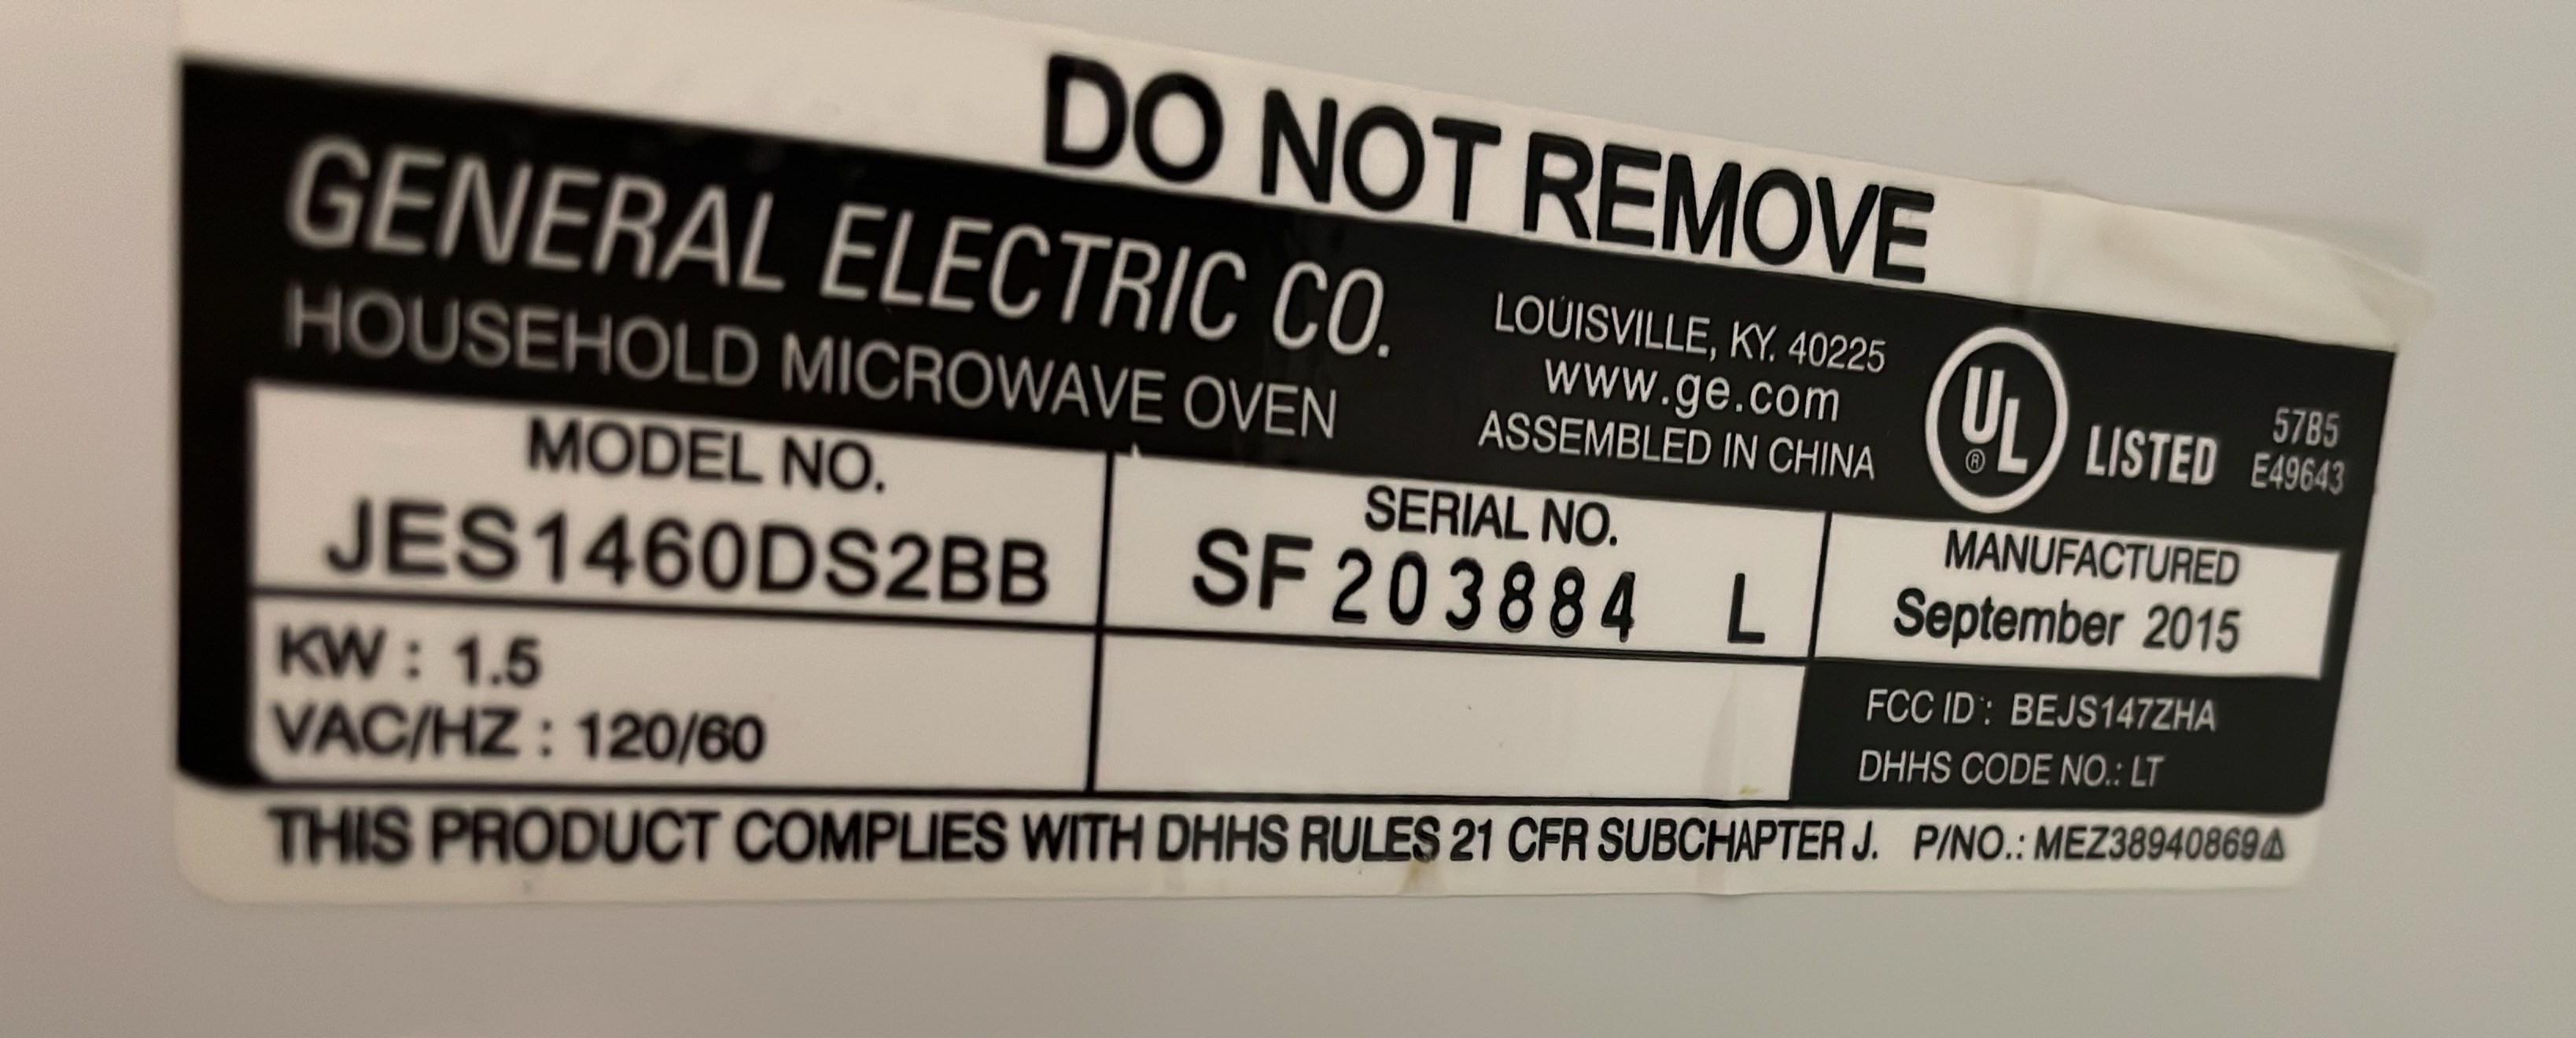 DO NOT REMOVE
GENERAL ELECTRIC CO.
HOUSEHOLD MICROWAVE OVEN
LOUISVILLE, KY. 40225
www.ge.com
ASSEMBLED IN CHINA
UL ® LISTED
57B5
E49643
MODEL NO.
JES1460DS2BB
SERIAL NO.
SF203884 L
MANUFACTURED
September 2015
KW : 1.5
VAC/HZ : 120/60
FCC ID : BEJS147ZHA
DHHS CODE NO.: LT
THIS PRODUCT COMPLIES WITH DHHS RULES 21 CFR SUBCHAPTER J. P/NO.: MEZ38940869